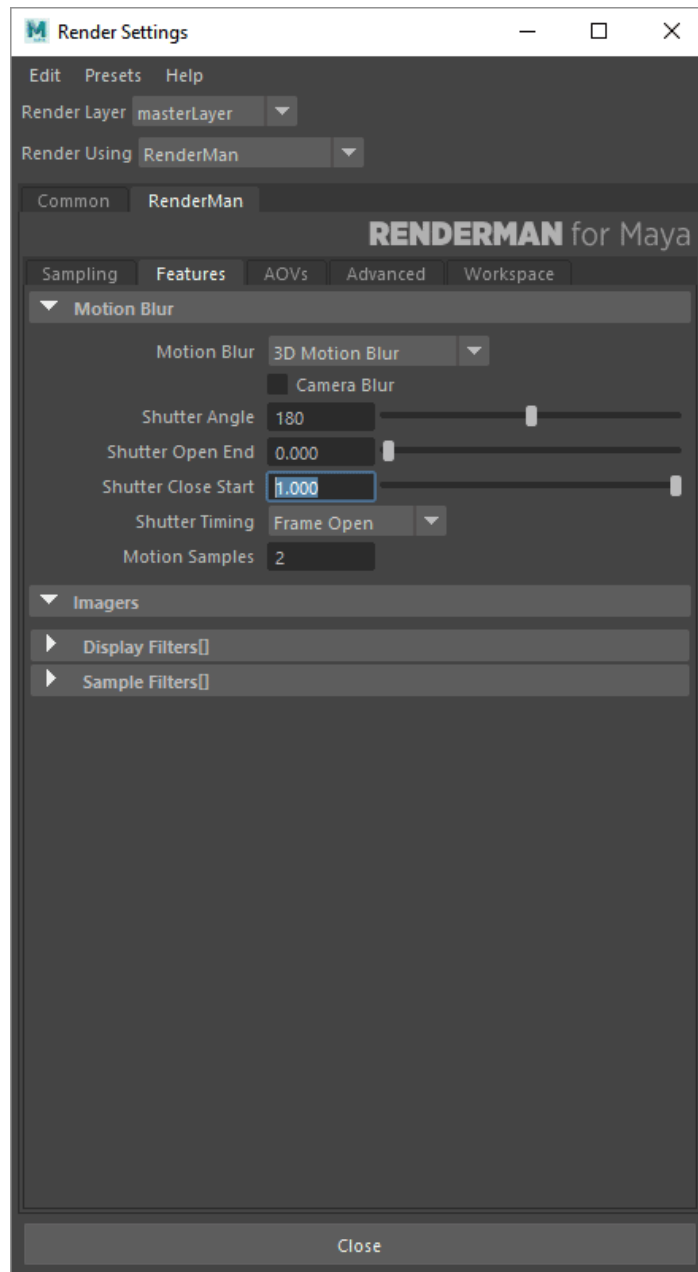 Render Settings
Edit Presets Help
Render Layer masterLayer
Render Using RenderMan
Common RenderMan
RENDERMAN for Maya
Sampling Features AOVs Advanced Workspace
Motion Blur
Motion Blur 3D Motion Blur
Camera Blur
Shutter Angle 180
Shutter Open End 0.000
Shutter Close Start 1.000
Shutter Timing Frame Open
Motion Samples 2
Imagers
Display Filters[]
Sample Filters[]
Close